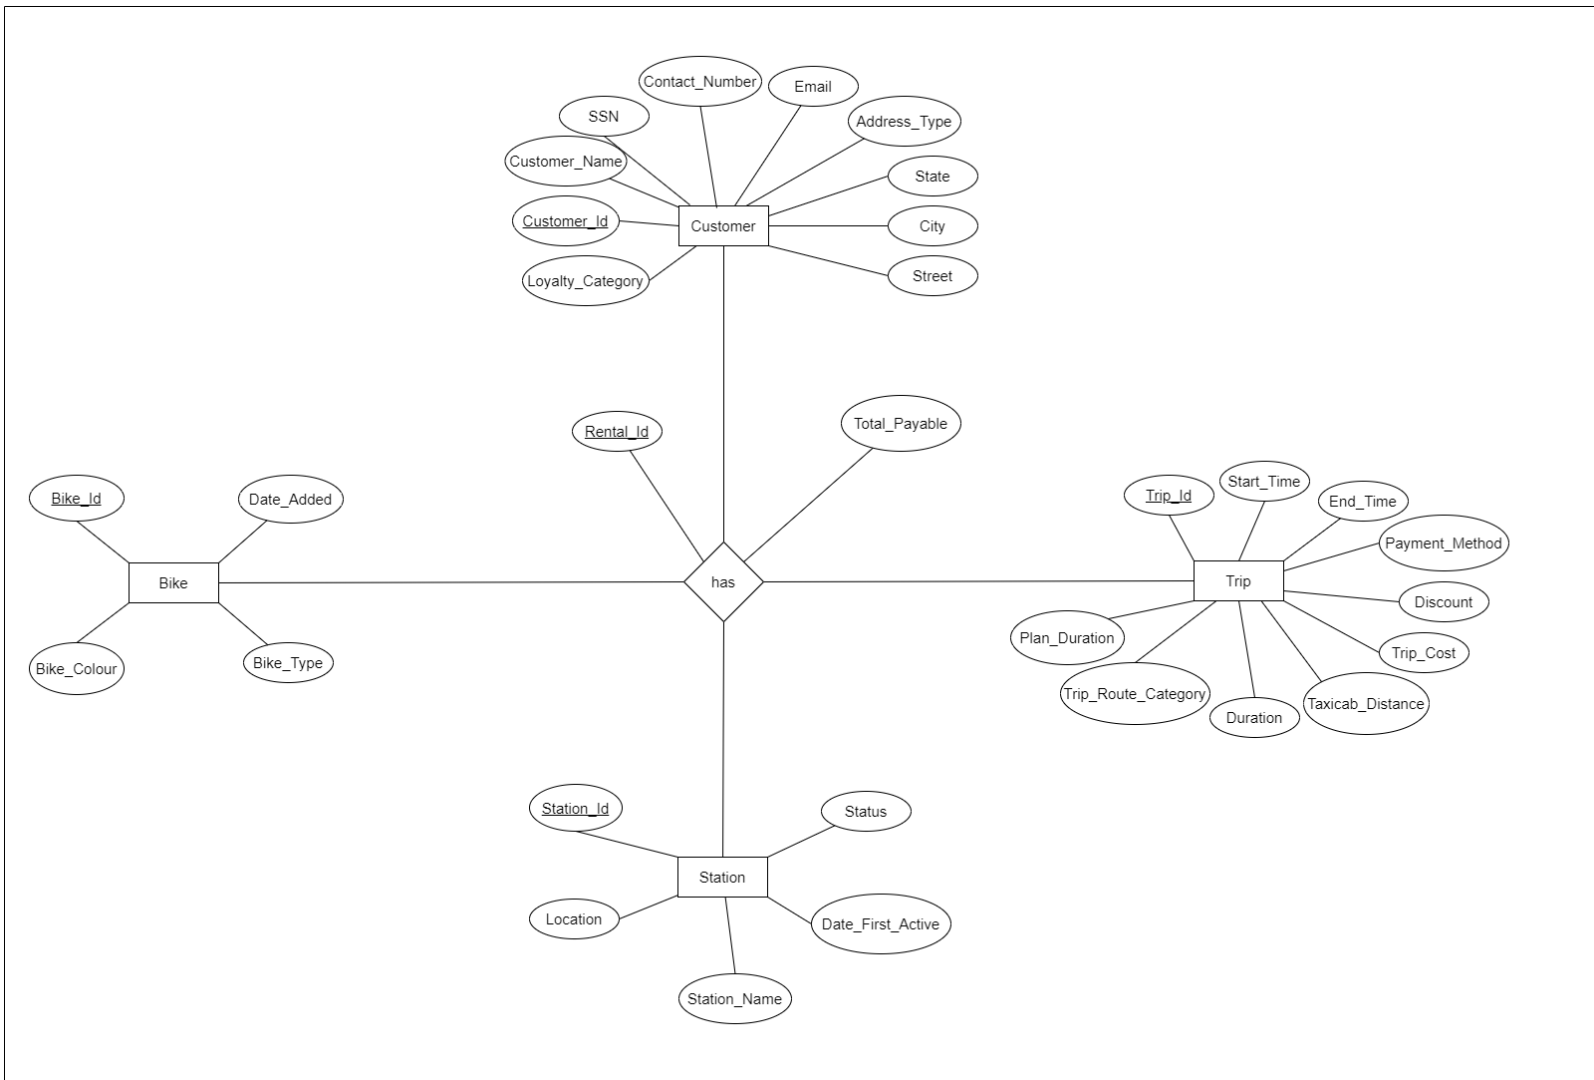 Contact_Number
Email
SSN
Address_Type
Customer_Name
State
Customer_Id
Customer
City
Loyalty_Category
Street
Rental_Id
Total_Payable
Bike_Id
Date_Added
Bike
Bike_Colour
Bike_Type
has
Trip_Id
Start_Time
End_Time
Payment_Method
Trip
Discount
Plan_Duration
Trip_Cost
Trip_Route_Category
Duration
Taxicab_Distance
Station_Id
Status
Station
Location
Date_First_Active
Station_Name